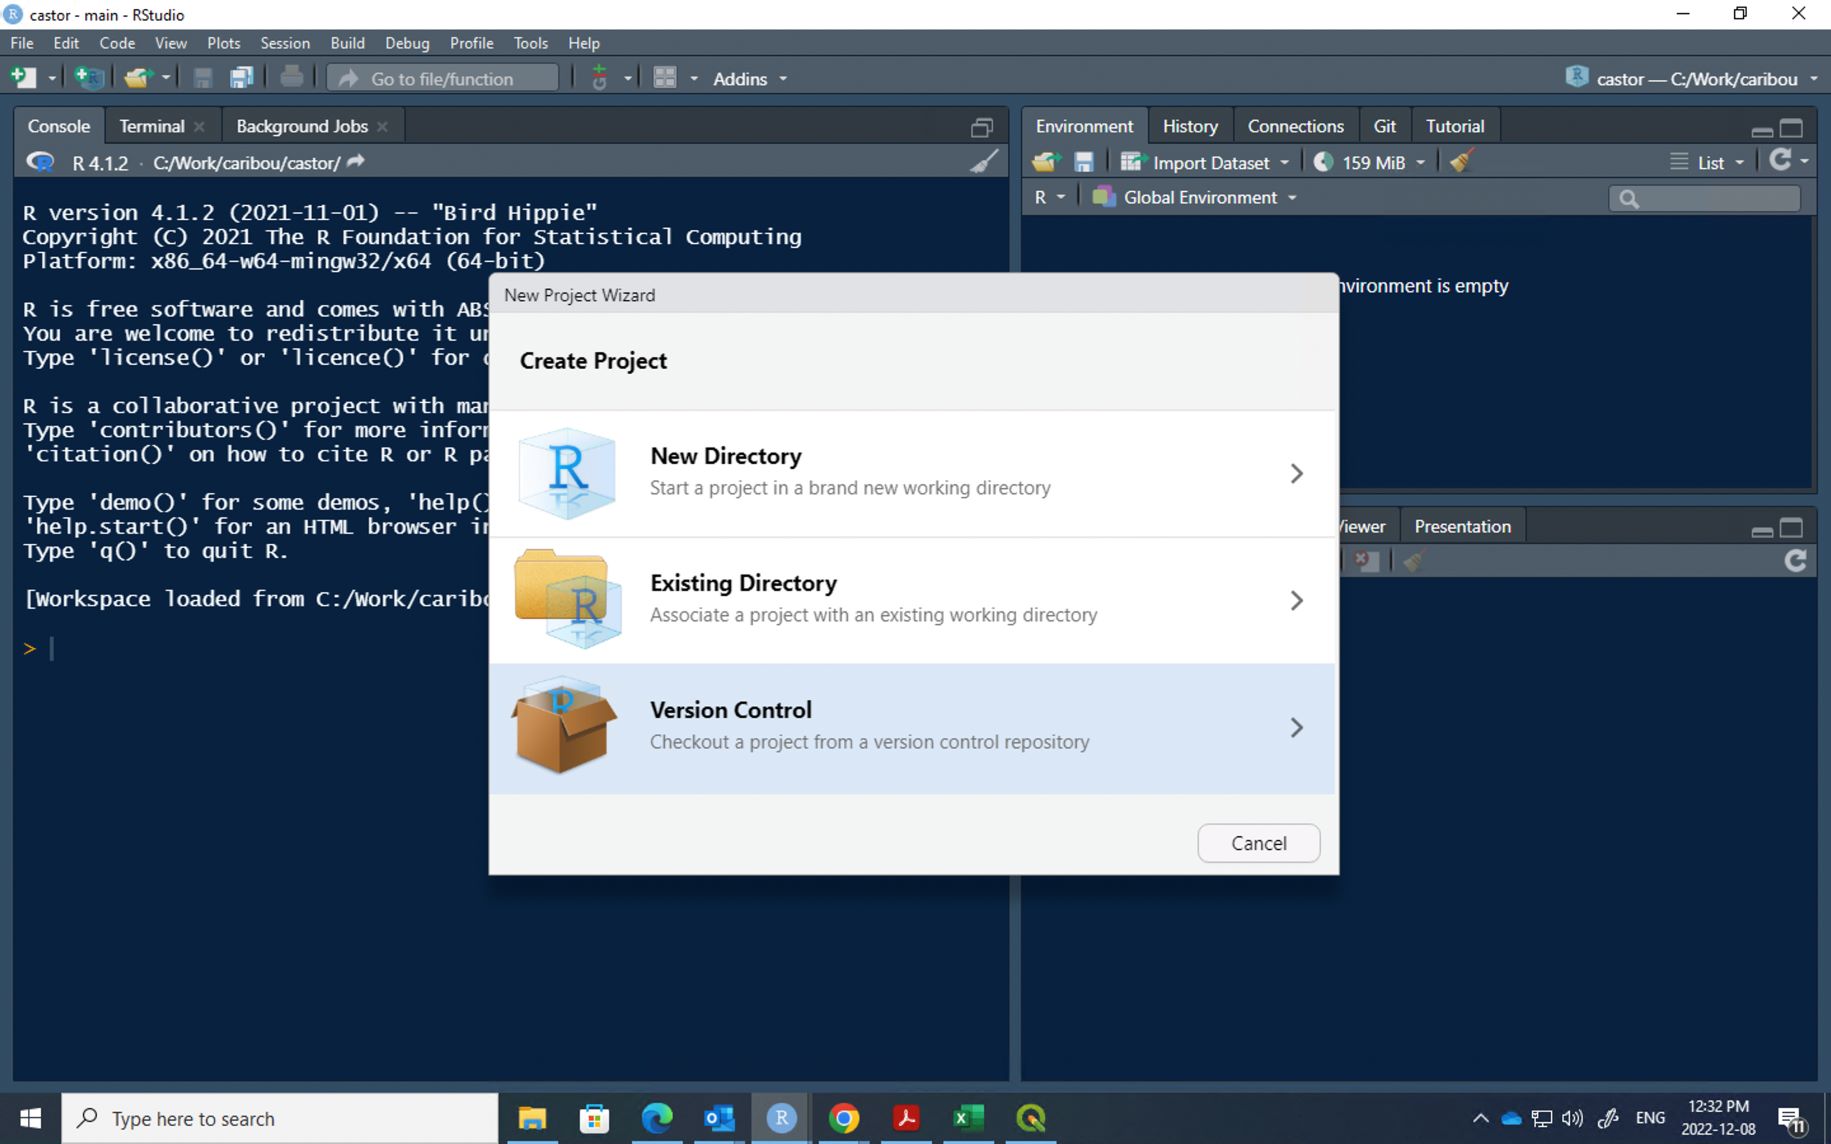 castor - main - RStudio
File Edit Code View Plots Session Build Debug Profile Tools Help
Go to file/function Addins castor — C:/Work/caribou
Console Terminal Background Jobs
R 4.1.2 · C:/Work/caribou/castor/
R version 4.1.2 (2021-11-01) -- "Bird Hippie"
Copyright (C) 2021 The R Foundation for Statistical Computing
Platform: x86_64-w64-mingw32/x64 (64-bit)
R is free software and comes with ABS
You are welcome to redistribute it un
Type 'license()' or 'licence()' for
R is a collaborative project with man
Type 'contributors()' for more inform
'citation()' on how to cite R or R pa
Type 'demo()' for some demos, 'help()
'help.start()' for an HTML browser in
Type 'q()' to quit R.
[Workspace loaded from C:/Work/caribo
>
Environment History Connections Git Tutorial
Import Dataset 159 MiB List
R Global Environment
nvironment is empty
Viewer Presentation
New Project Wizard
Create Project
R
New Directory
Start a project in a brand new working directory
R
Existing Directory
Associate a project with an existing working directory
R
Version Control
Checkout a project from a version control repository
Cancel
Type here to search
ENG
12:32 PM
2022-12-08
11